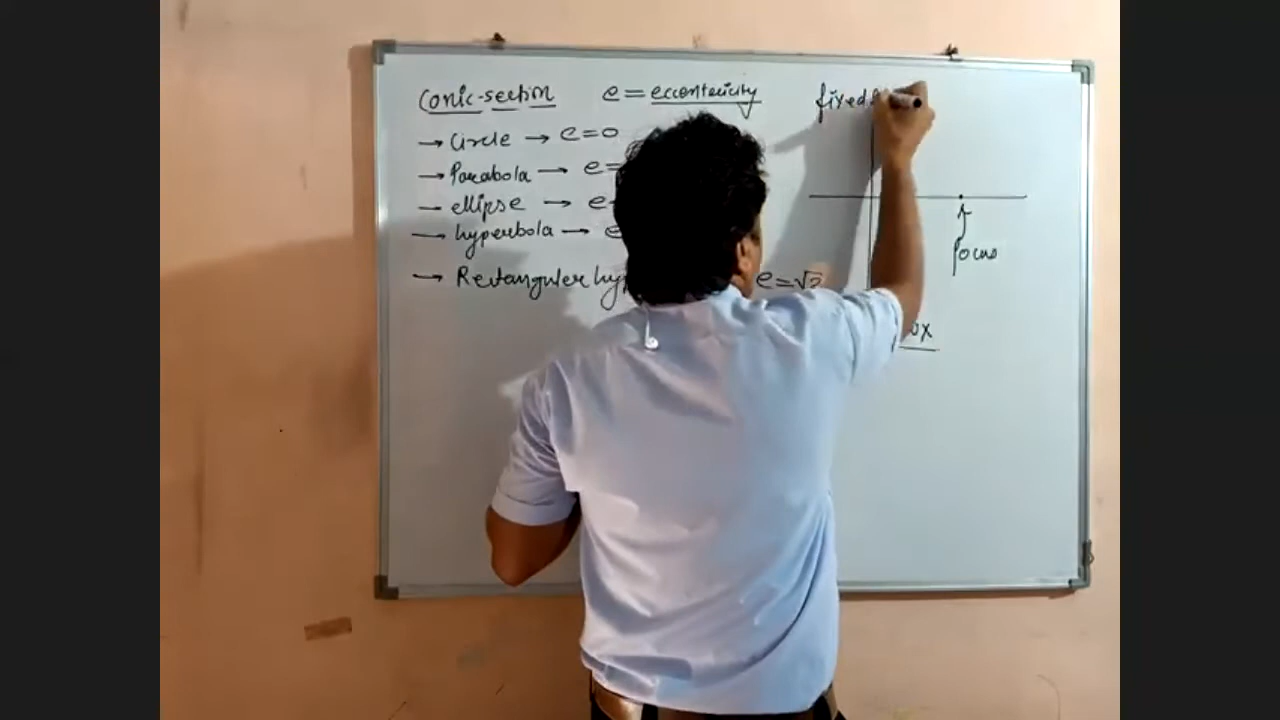 Conic-section e = eccentricity
→ Circle → e=0
→ Parabola → e=
→ ellipse → e
→ hyperbola → e
→ Rectangular hyp e=√2
fixed
f
focus